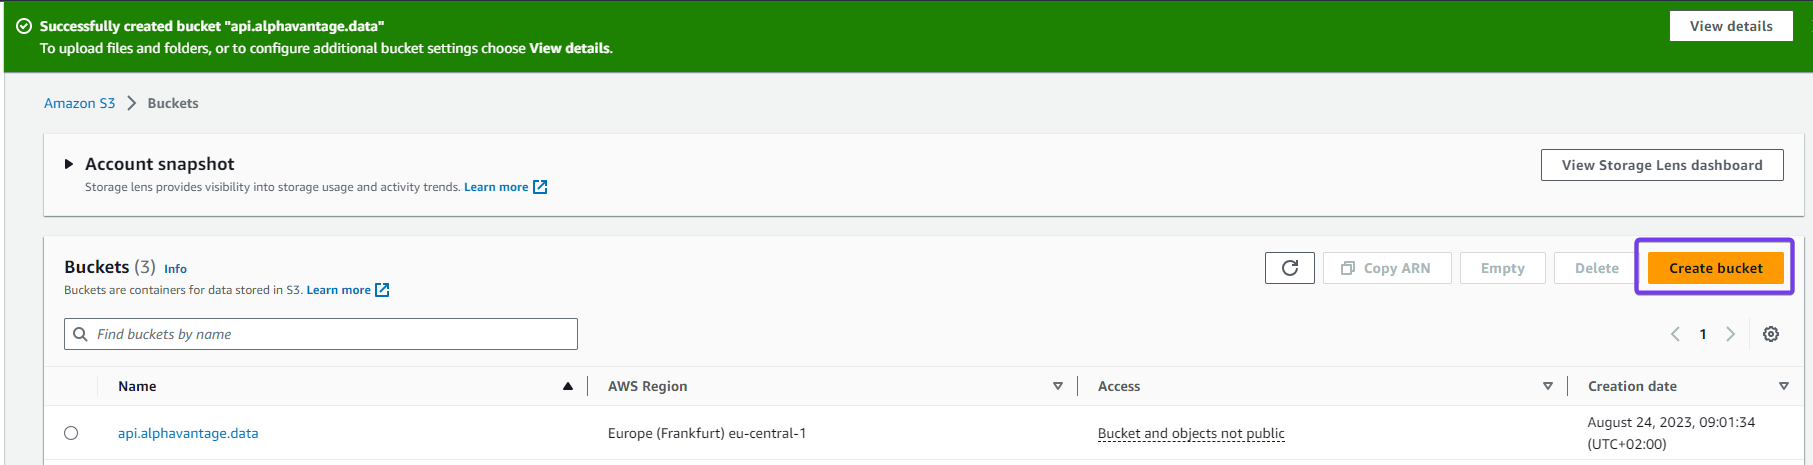 Successfully created bucket "api.alphavantage.data"
To upload files and folders, or to configure additional bucket settings choose View details.
View details
Amazon S3 > Buckets
Account snapshot
Storage lens provides visibility into storage usage and activity trends. Learn more
View Storage Lens dashboard
Buckets (3) Info
Buckets are containers for data stored in S3. Learn more
Copy ARN
Empty
Delete
Create bucket
Find buckets by name
1
Name AWS Region Access Creation date
api.alphavantage.data Europe (Frankfurt) eu-central-1 Bucket and objects not public August 24, 2023, 09:01:34
(UTC+02:00)